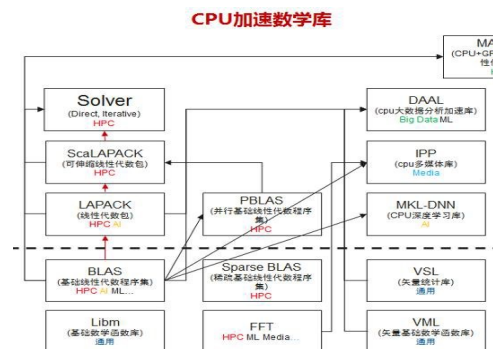 CPU加速数学库
MA
(CPU+GP
性代
Solver
(Direct, Iterative)
HPC
DAAL
(cpu大数据分析加速库)
Big Data ML
ScaLAPACK
(可伸缩线性代数包)
HPC
IPP
(cpu多媒体库)
Media
LAPACK
(线性代数包)
HPC AI
PBLAS
(并行基础线性代数程序
集)
HPC
MKL-DNN
(CPU深度学习库)
AI
BLAS
(基础线性代数程序集)
HPC AI ML...
Sparse BLAS
(稀疏基础线性代数程序
集)
HPC
VSL
(矢量统计库)
通用
Libm
(基础数学函数库)
通用
FFT
HPC ML Media...
VML
(矢量基础数学函数库)
通用